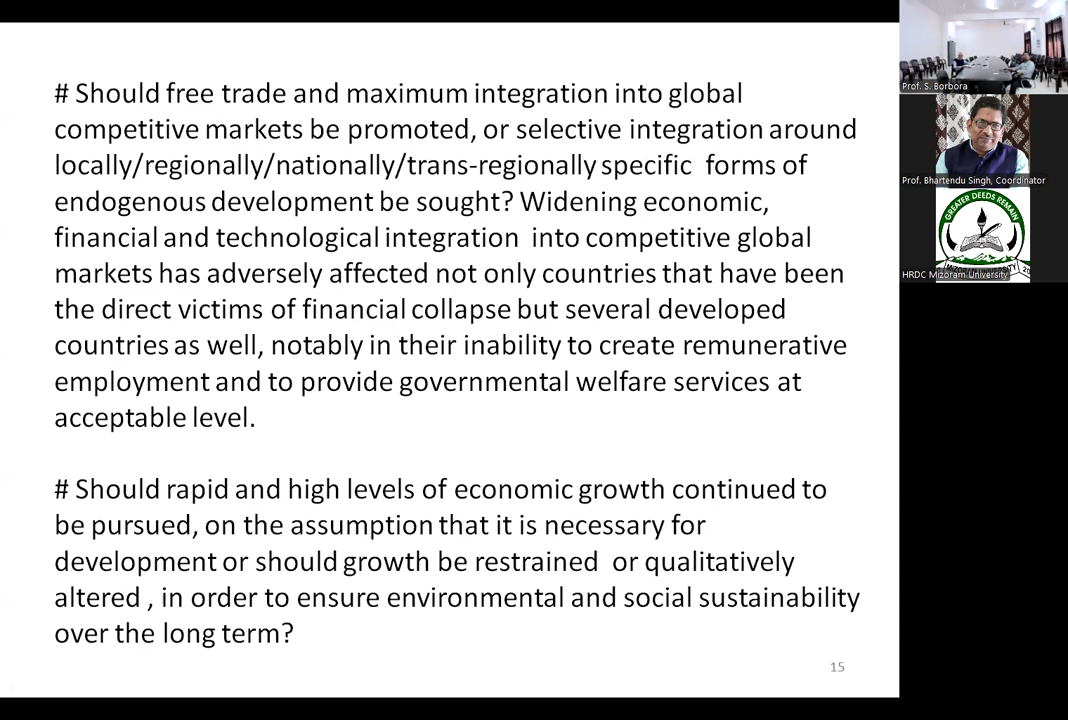 # Should free trade and maximum integration into global
competitive markets be promoted, or selective integration around
locally/regionally/nationally/trans-regionally specific forms of
endogenous development be sought? Widening economic,
financial and technological integration into competitive global
markets has adversely affected not only countries that have been
the direct victims of financial collapse but several developed
countries as well, notably in their inability to create remunerative
employment and to provide governmental welfare services at
acceptable level.
# Should rapid and high levels of economic growth continued to
be pursued, on the assumption that it is necessary for
development or should growth be restrained or qualitatively
altered , in order to ensure environmental and social sustainability
over the long term?
15
Prof. S. Borbora
Prof. Bhartendu Singh, Coordinator
GREATER DEEDS REMAIN
MIZORAM UNIVERSITY
HRDC Mizoram University